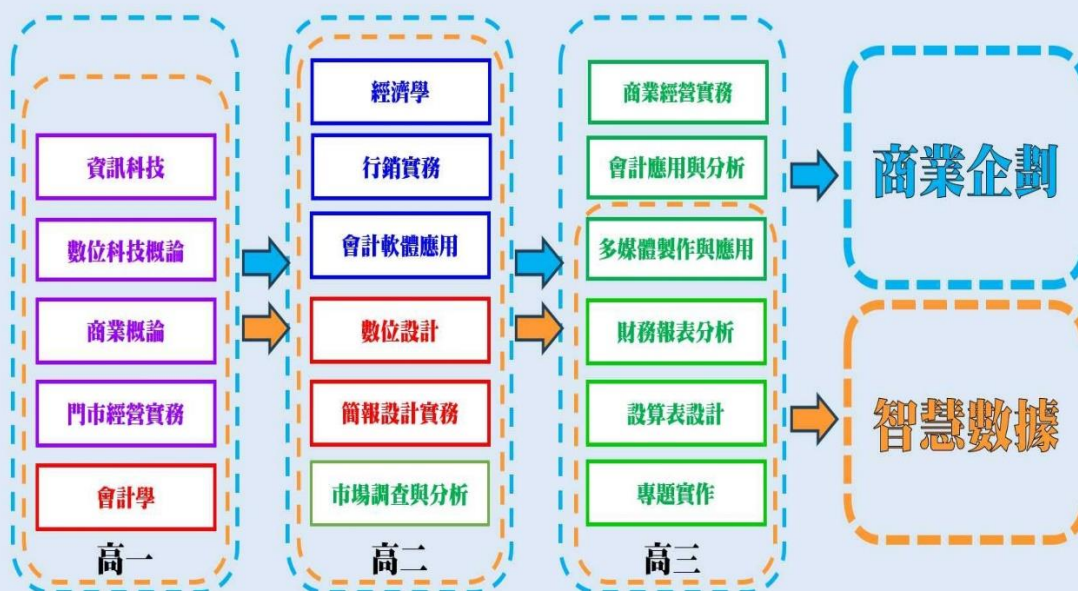 資訊科技
數位科技概論
商業概論
門市經營實務
會計學
高一
經濟學
行銷實務
會計軟體應用
數位設計
簡報設計實務
市場調查與分析
高二
商業經營實務
會計應用與分析
多媒體製作與應用
財務報表分析
設算表設計
專題實作
高三
商業企劃
智慧數據